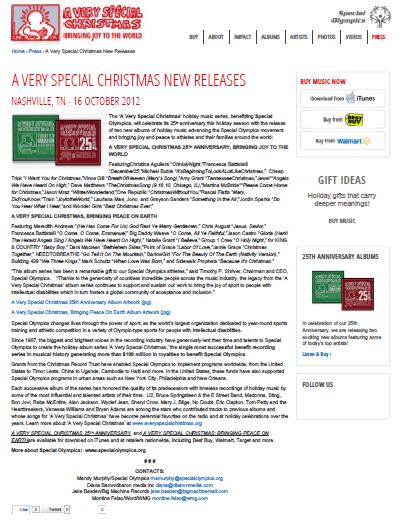 A VERY SPECIAL
CHRISTMAS
BRINGING JOY TO THE WORLD
Special
Olympics
BUY ABOUT IMPACT ALBUMS ARTISTS PHOTOS VIDEOS PRESS
Home › Press › A Very Special Christmas New Releases
A VERY SPECIAL CHRISTMAS NEW RELEASES
NASHVILLE, TN - 16 OCTOBER 2012
The 'A Very Special Christmas' holiday music series, benefiting Special
Olympics, will celebrate its 25th anniversary this holiday season with the release
of two new albums of holiday music advancing the Special Olympics movement
and bringing joy and peace to athletes and their families around the world:
A VERY SPECIAL CHRISTMAS 25TH ANNIVERSARY, BRINGING JOY TO THE
WORLD
Featuring Christina Aguilera "Oh Holy Night," Francesca Battistelli
"December 25," Michael Bublé "It's Beginning To Look A Lot Like Christmas," Cheap
Trick "I Want You for Christmas," Vince Gill "Breath Of Heaven (Mary's Song)," Amy Grant "Tennessee Christmas," Jewel "Angels
We Have Heard On High," Dave Matthews "The Christmas Song (9.18.10, Chicago, IL)," Martina McBride "Please Come Home
for Christmas," Jason Mraz "Winter Wonderland," One Republic "Christmas Without You," Rascal Flatts "Mary,
Did You Know," Train "Joy to the World," Laufana Mae, Jono, and Grayson Sanders "Something in the Air," Jordin Sparks "Do
You Hear What I Hear," and Wonder Girls "Best Christmas Ever"
A VERY SPECIAL CHRISTMAS, BRINGING PEACE ON EARTH
Featuring Meredith Andrews "(He Has Come For Us) God Rest Ye Merry Gentlemen," Chris August "Jesus, Savior,"
Francesca Battistelli "O Come, O Come, Emmanuel," Big Daddy Weave "O Come, All Ye Faithful," Jason Castro "Gloria (Hark!
The Herald Angels Sing / Angels We Have Heard On High)," Natalie Grant "I Believe," Group 1 Crew "O Holy Night," for KING
& COUNTRY "Baby Boy," Dara Maclean "Bethlehem Skies," Point of Grace "Labor Of Love," Jamie Grace "Christmas
Together," NEEDTOBREATHE "Go Tell It On The Mountain," BarlowGirl "For The Beauty Of The Earth (Nativity Version),"
Building 429 "We Three Kings," Mark Schultz "When Love Was Born," and Sidewalk Prophets "Because It's Christmas."
"This album series has been a remarkable gift to our Special Olympics athletes," said Timothy P. Shriver, Chairman and CEO,
Special Olympics. "Thanks to the generosity of countless incredible people across the music industry, the legacy from the 'A
Very Special Christmas' album series continues to support and sustain our work to bring the joy of sport to people with
intellectual disabilities which in turn fosters a global community of acceptance and inclusion."
A Very Special Christmas 25th Anniversary Album Artwork (jpg)
A Very Special Christmas, Bringing Peace On Earth Album Artwork (jpg)
Special Olympics changes lives through the power of sport, as the world's largest organization dedicated to year-round sports
training and athletic competition in a variety of Olympic-type sports for people with intellectual disabilities.
Since 1987, the biggest and brightest voices in the recording industry have generously lent their time and talents to Special
Olympics to create the holiday album series 'A Very Special Christmas,' the single most successful benefit recording
series in musical history generating more than $109 million in royalties to benefit Special Olympics.
Grants from the Christmas Record Trust have enabled Special Olympics to implement programs worldwide, from the United
States to Timor Leste, China to Uganda, Cambodia to Haiti and more. In the United States, these funds have also supported
Special Olympics programs in urban areas such as New York City, Philadelphia and New Orleans.
Each successive album of the series has honored the quality of its predecessors with timeless recordings of holiday music by
some of the most influential and talented artists of their time. U2, Bruce Springsteen & the E Street Band, Madonna, Sting,
Bon Jovi, Reba McEntire, Alan Jackson, Wyclef Jean, Sheryl Crow, Mary J. Blige, No Doubt, Eric Clapton, Tom Petty and the
Heartbreakers, Vanessa Williams and Bryan Adams are among the stars who contributed tracks to previous albums and
whose songs for 'A Very Special Christmas' have become perennial favorites on the radio and at holiday celebrations over the
years. Learn more about 'A Very Special Christmas' at www.averyspecialchristmas.org
A VERY SPECIAL CHRISTMAS 25TH ANNIVERSARY and A VERY SPECIAL CHRISTMAS: BRINGING PEACE ON
EARTH are available for download on iTunes and at retailers nationwide, including Best Buy, Walmart, Target and more.
More about Special Olympics: www.specialolympics.org
# # #
CONTACTS:
Mandy Murphy/Special Olympics mamurphy@specialolympics.org
Diana Baron/dbaron media inc diana@dbaronmedia.com
Jake Basden/Big Machine Records jake.basden@bigmachinemail.com
Montine Felso/Word/WMG montine.felso@wmg.com
Like 2 Tweet 0 0
BUY MUSIC NOW
Download from iTunes
Buy from BEST BUY
Buy from Walmart
GIFT IDEAS
Holiday gifts that carry
deeper meanings!
BUY MUSIC
25TH ANNIVERSARY ALBUMS
In celebration of our 25th
Anniversary, we are releasing two
exciting new albums featuring some
of today's top artists!
Listen & Buy ›
FOLLOW US